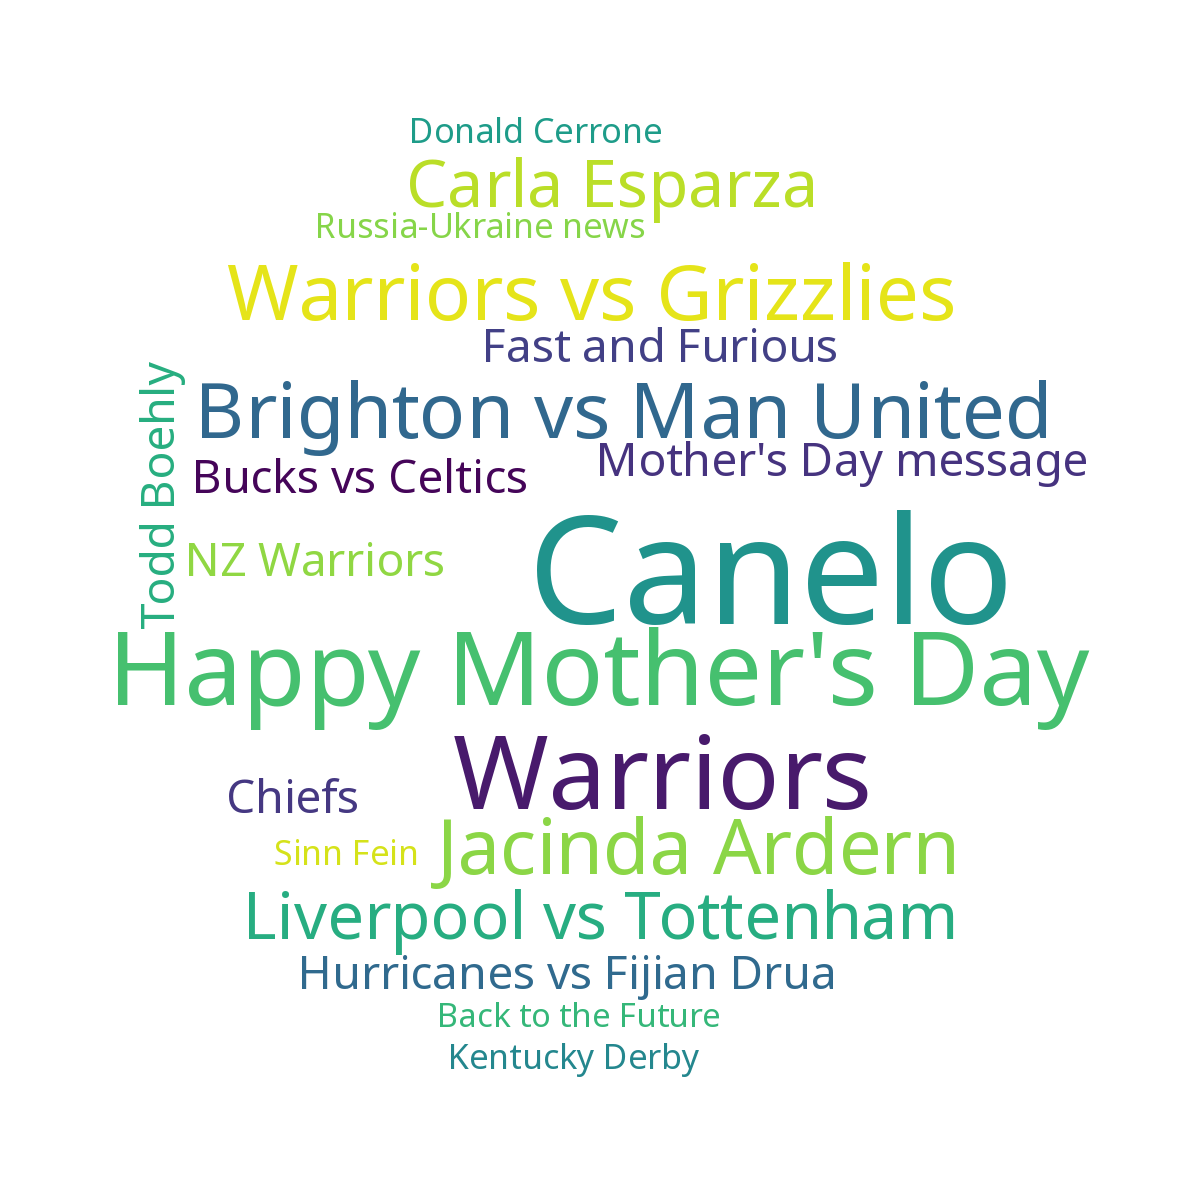 Donald Cerrone
Carla Esparza
Russia-Ukraine news
Warriors vs Grizzlies
Fast and Furious
Todd Boehly
Brighton vs Man United
Mother's Day message
Bucks vs Celtics
NZ Warriors
Canelo
Happy Mother's Day
Warriors
Chiefs
Jacinda Ardern
Sinn Fein
Liverpool vs Tottenham
Hurricanes vs Fijian Drua
Back to the Future
Kentucky Derby